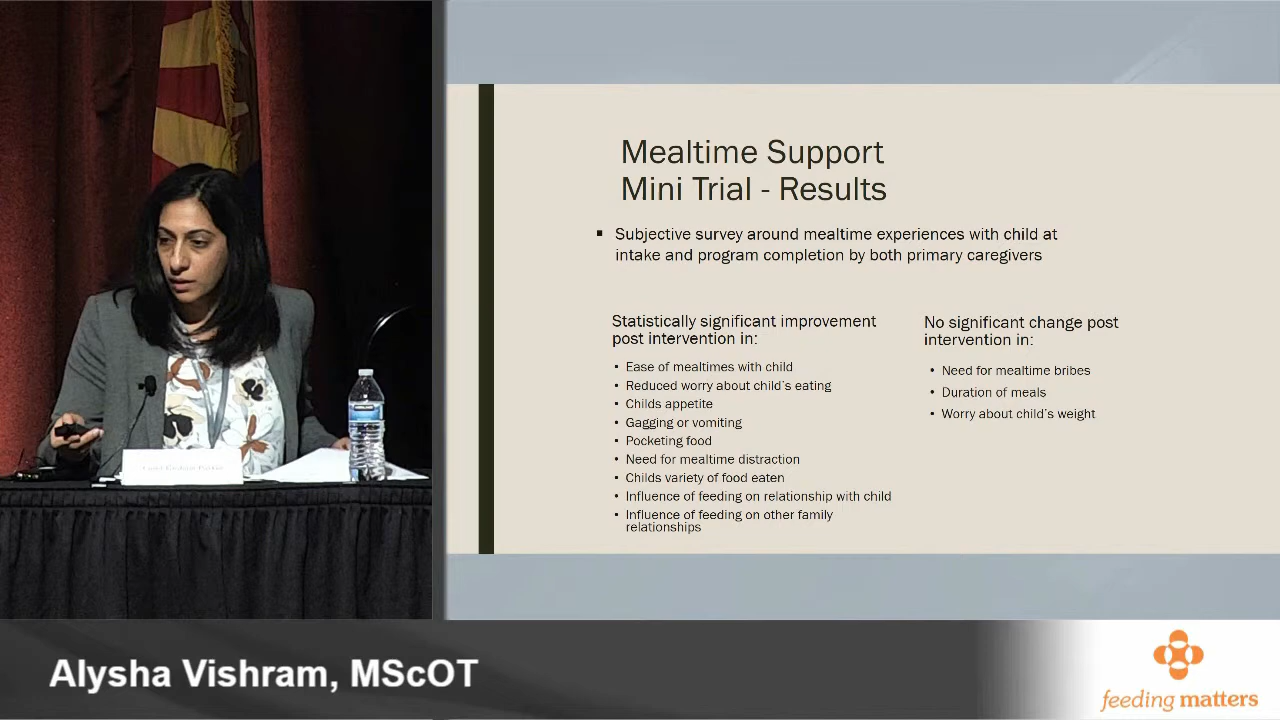 Mealtime Support
Mini Trial - Results
▪ Subjective survey around mealtime experiences with child at
intake and program completion by both primary caregivers
Statistically significant improvement
post intervention in:
• Ease of mealtimes with child
• Reduced worry about child's eating
• Childs appetite
• Gagging or vomiting
• Pocketing food
• Need for mealtime distraction
• Childs variety of food eaten
• Influence of feeding on relationship with child
• Influence of feeding on other family
relationships
No significant change post
intervention in:
• Need for mealtime bribes
• Duration of meals
• Worry about child's weight
Alysha Vishram, MScOT
feeding matters